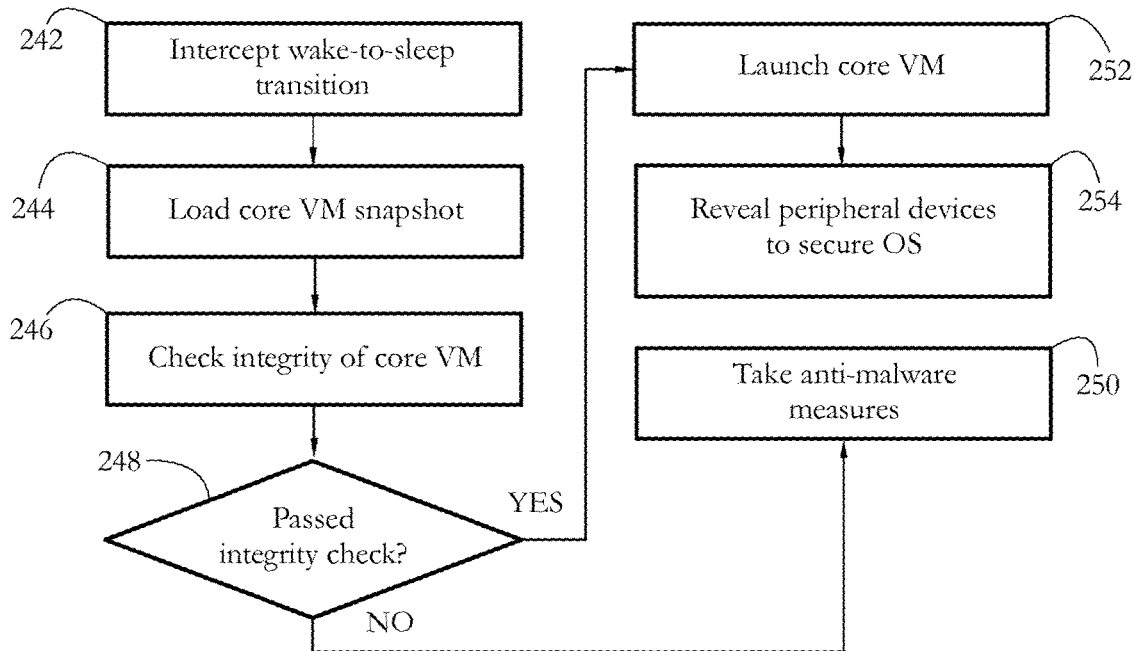 242
Intercept wake-to-sleep
transition
244
Load core VM snapshot
246
Check integrity of core VM
248
Passed
integrity check?
YES
NO
Launch core VM
252
Reveal peripheral devices
to secure OS
254
Take anti-malware
measures
250